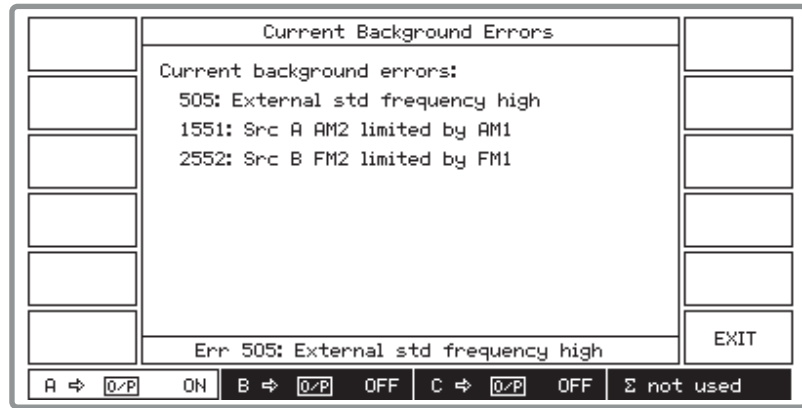 Current Background Errors
Current background errors:
505: External std frequency high
1551: Src A AM2 limited by AM1
2552: Src B FM2 limited by FM1
Err 505: External std frequency high
EXIT
A ⇨ O/P ON B ⇨ O/P OFF C ⇨ O/P OFF Σ not used